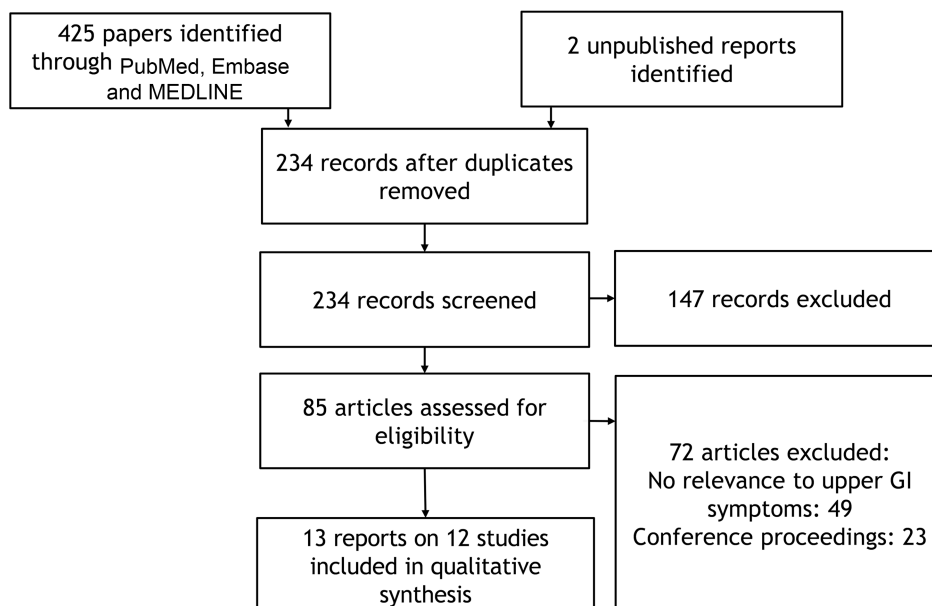 425 papers identified
through PubMed, Embase
and MEDLINE
2 unpublished reports
identified
234 records after duplicates
removed
234 records screened
147 records excluded
85 articles assessed for
eligibility
72 articles excluded:
No relevance to upper GI
symptoms: 49
Conference proceedings: 23
13 reports on 12 studies
included in qualitative
synthesis